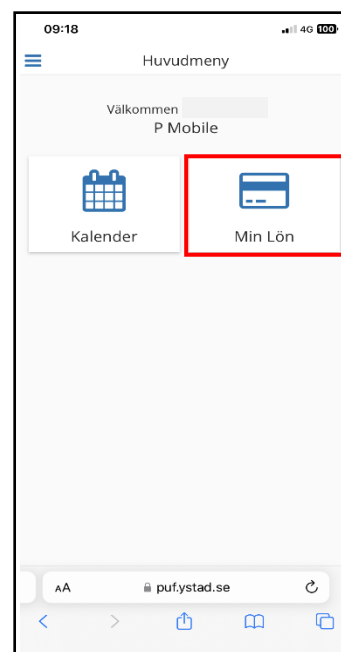 09:18
4G 100
Huvudmeny
Välkommen
P Mobile
Kalender
Min Lön
AA
puf.ystad.se